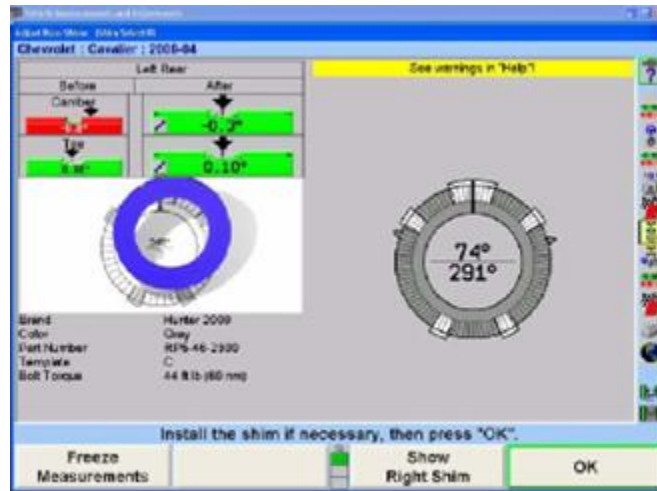 Chevrolet : Cavalier : 2000-04
Left Rear
See warnings in "Help"!
Before
After
Camber
-0.3°
Toe
0.10°
74°
291°
Brand
Hunter 2000
Color
Gray
Part Number
Template
C
Bolt Torque
44 ft lb (60 nm)
Install the shim if necessary, then press "OK".
Freeze
Measurements
Show
Right Shim
OK